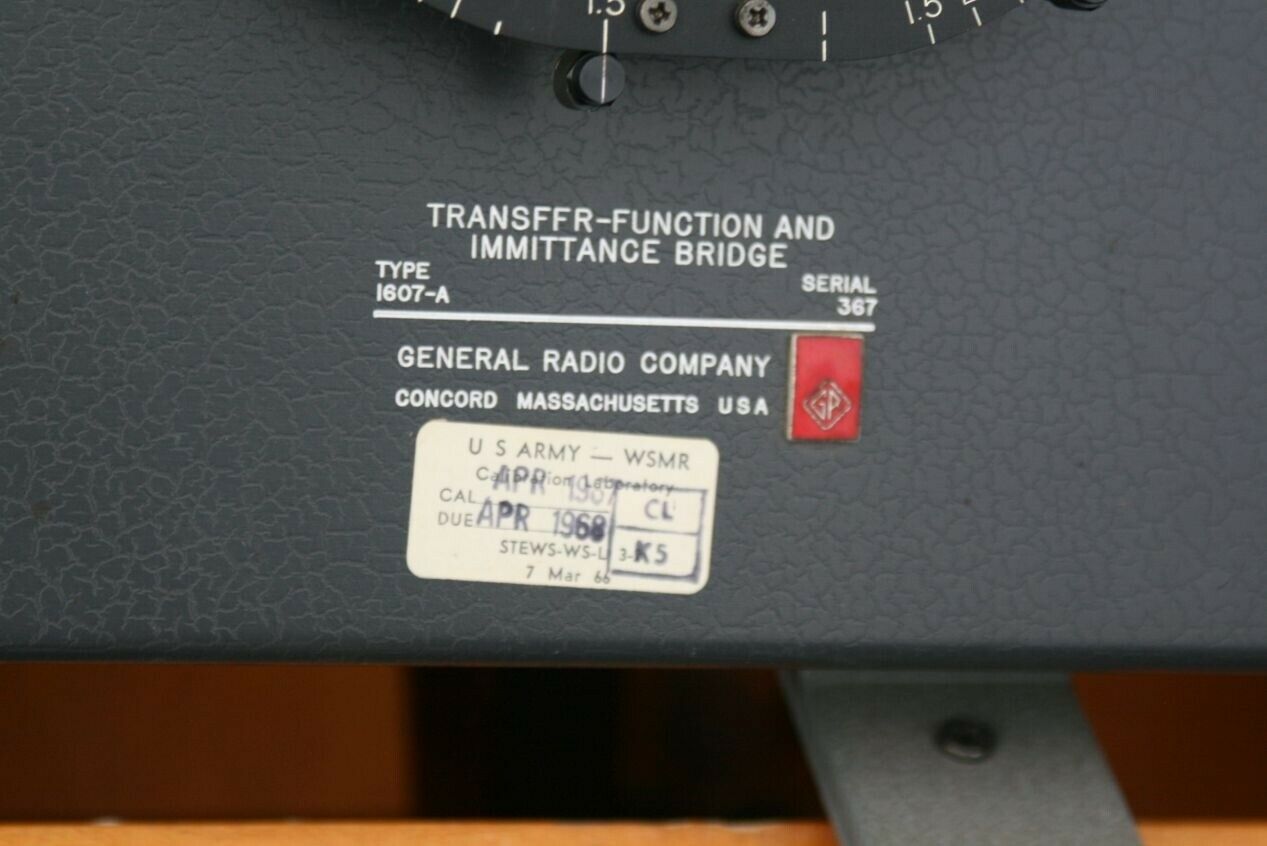 1.5
1.5
TRANSFFR-FUNCTION AND
IMMITTANCE BRIDGE
TYPE
1607-A
SERIAL
367
GENERAL RADIO COMPANY
CONCORD MASSACHUSETTS USA
GR
U S ARMY — WSMR
Calibration Laboratory
CAL APR 1967
DUE APR 1968
CL
STEWS-WS-L 3-
K5
7 Mar 66